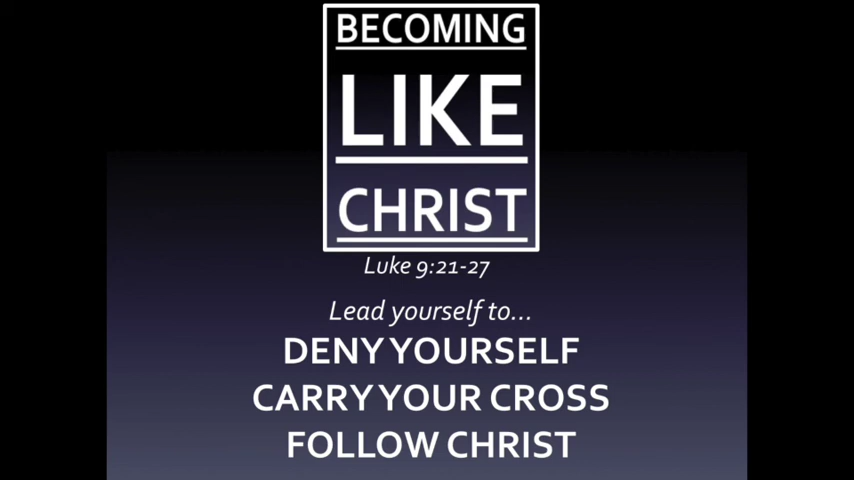 BECOMING
LIKE
CHRIST
Luke 9:21-27
Lead yourself to...
DENY YOURSELF
CARRY YOUR CROSS
FOLLOW CHRIST